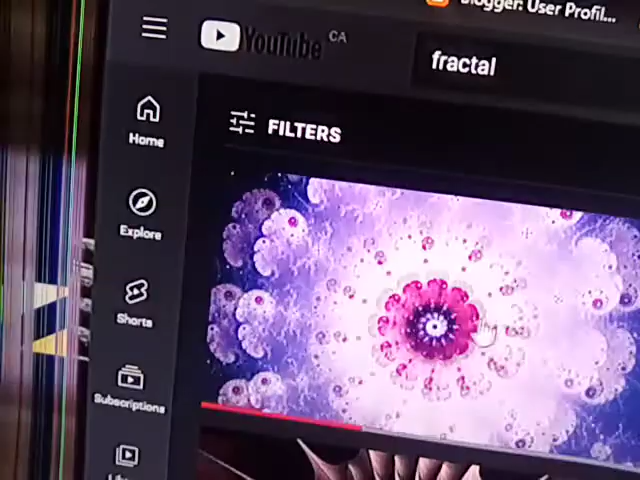 Blogger: User Profil...
YouTube CA
fractal
Home
FILTERS
Explore
Shorts
Subscriptions